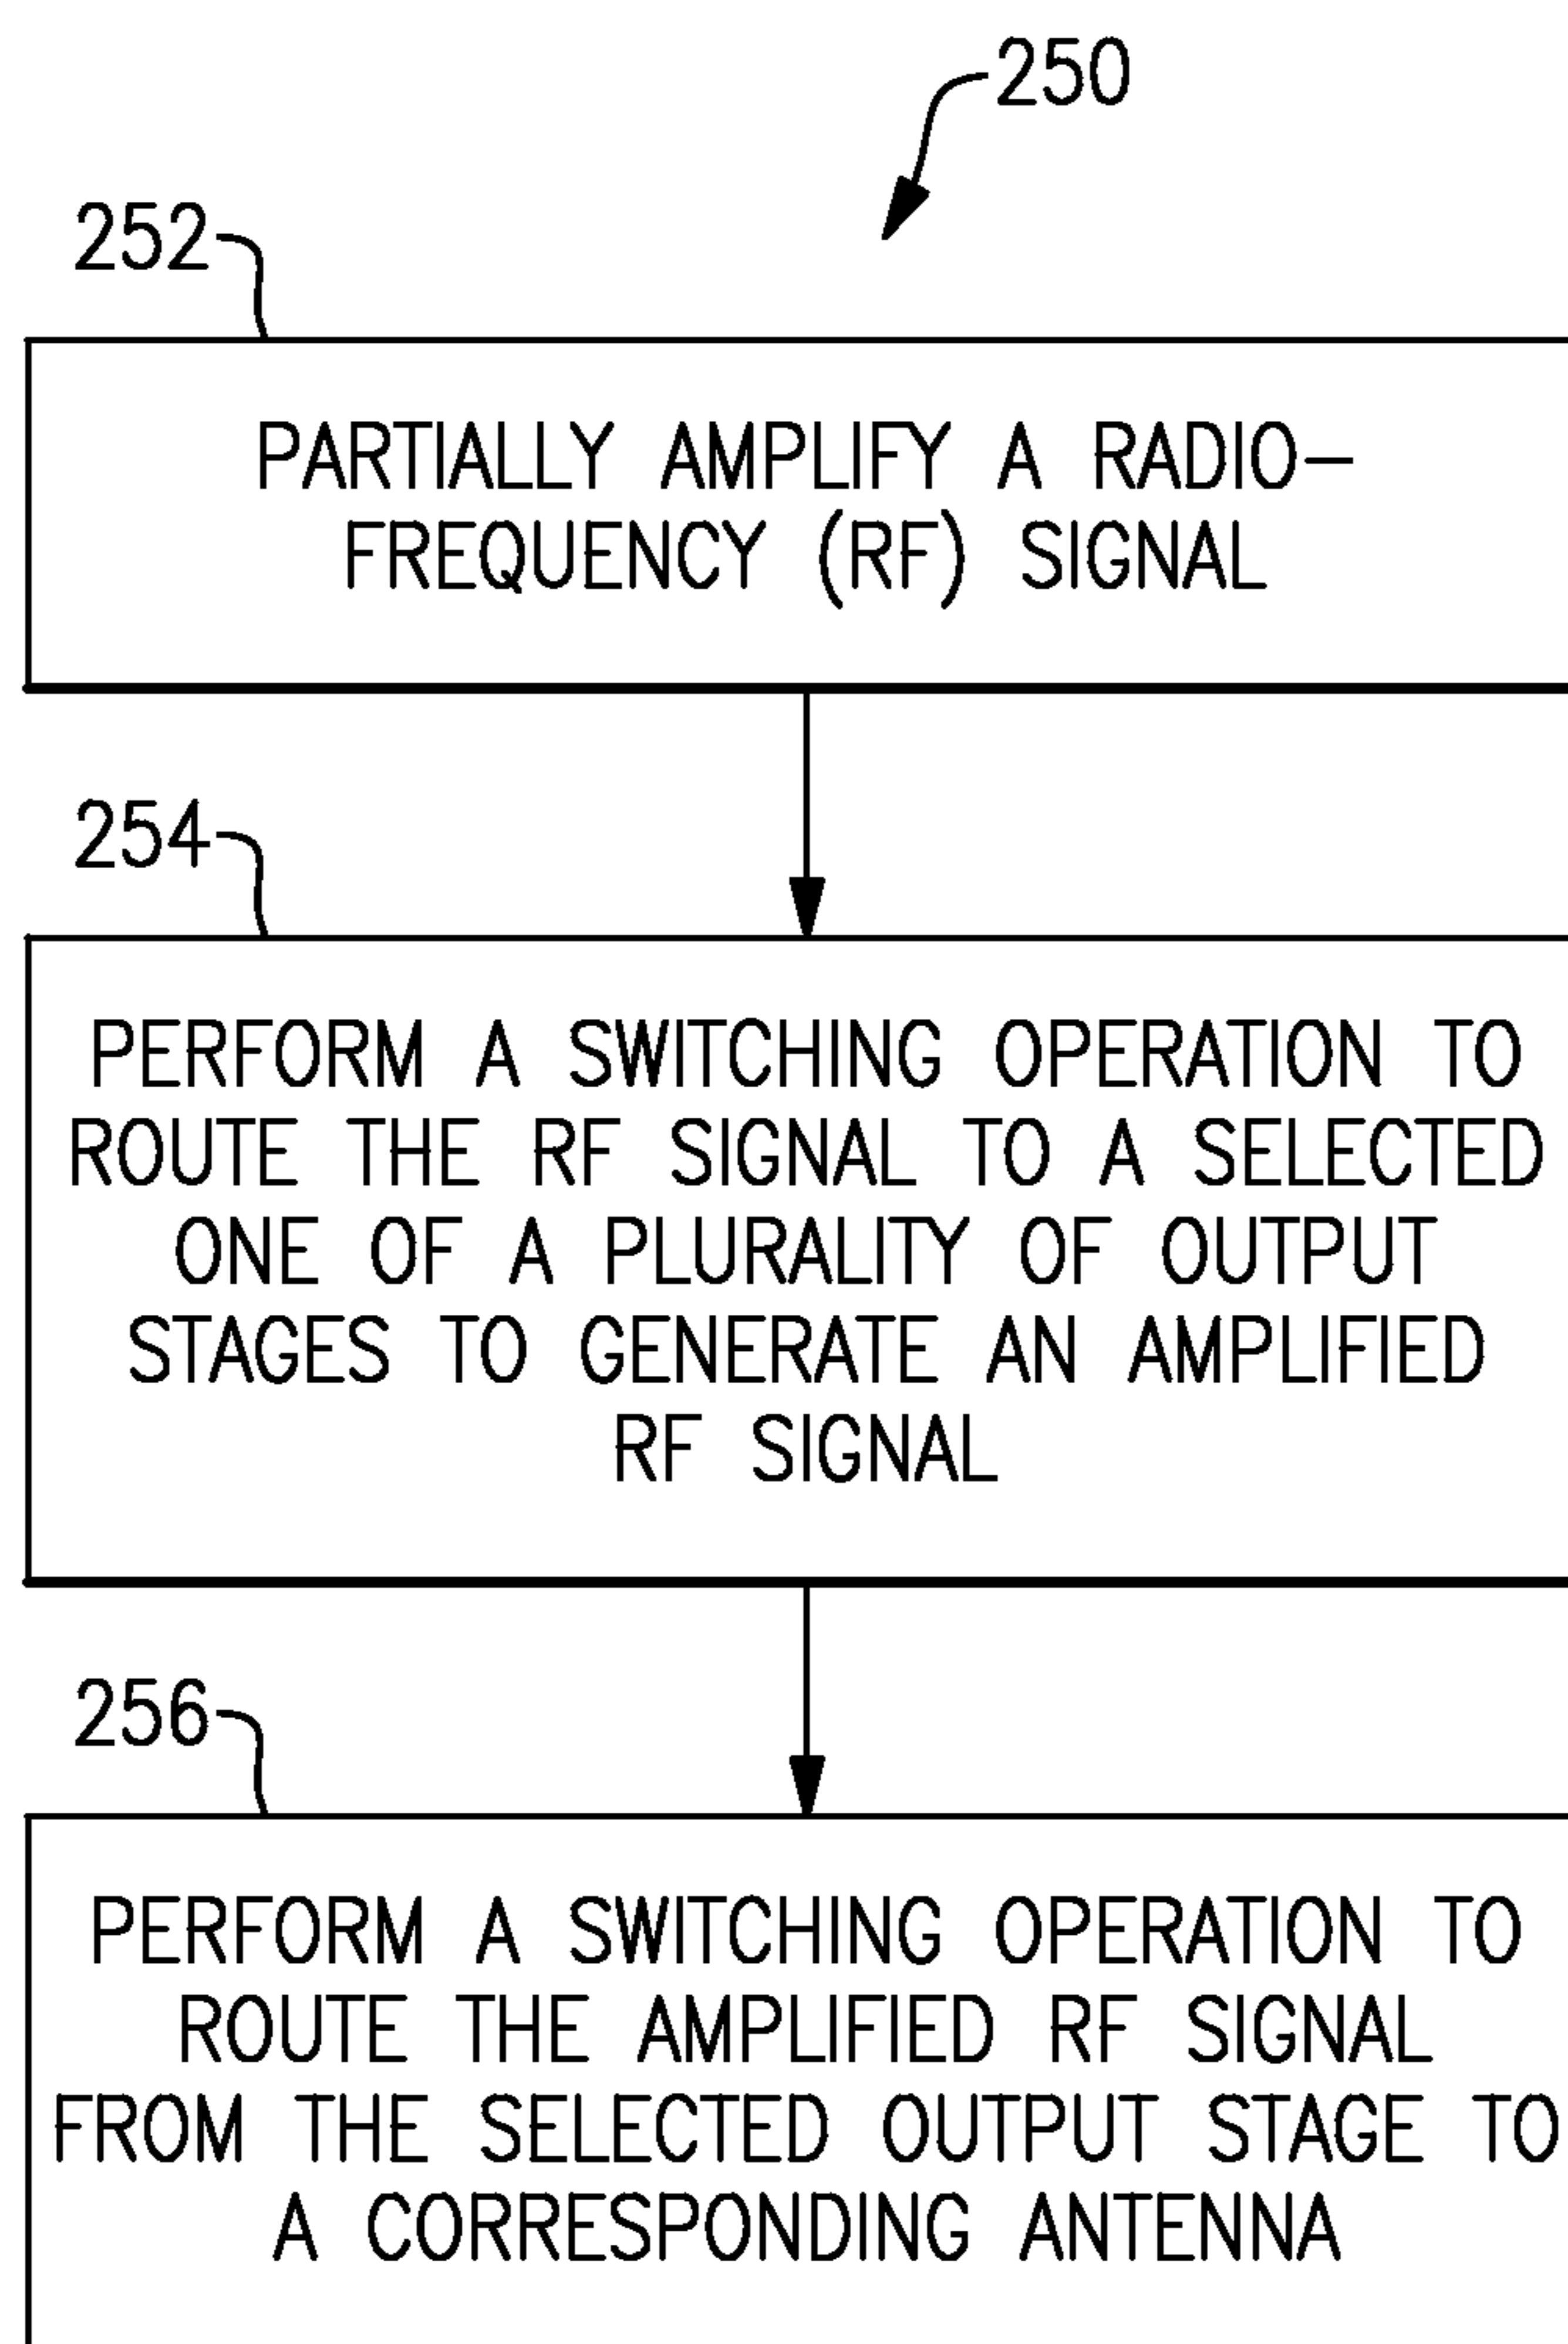 250
252
PARTIALLY AMPLIFY A RADIO-
FREQUENCY (RF) SIGNAL
254
PERFORM A SWITCHING OPERATION TO
ROUTE THE RF SIGNAL TO A SELECTED
ONE OF A PLURALITY OF OUTPUT
STAGES TO GENERATE AN AMPLIFIED
RF SIGNAL
256
PERFORM A SWITCHING OPERATION TO
ROUTE THE AMPLIFIED RF SIGNAL
FROM THE SELECTED OUTPUT STAGE TO
A CORRESPONDING ANTENNA